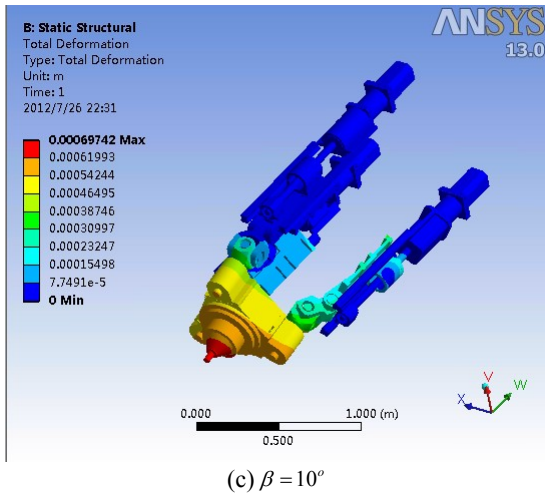 B: Static Structural
Total Deformation
Type: Total Deformation
Unit: m
Time: 1
2012/7/26 22:31
ANSYS
13.0
0.00069742 Max
0.00061993
0.00054244
0.00046495
0.00038746
0.00030997
0.00023247
0.00015498
7.7491e-5
0 Min
X
V
W
0.000
1.000 (m)
0.500
(c) β = 10°